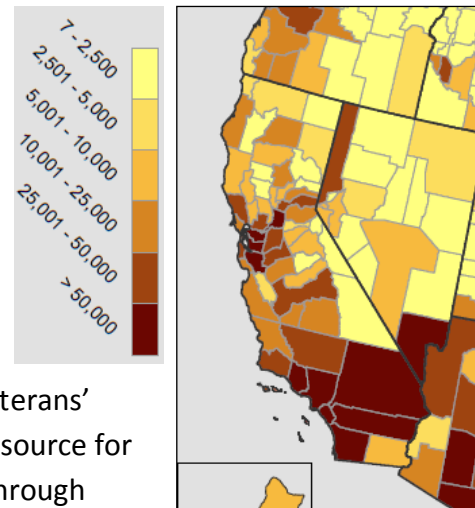 7 - 2,500
2,501 - 5,000
5,001 - 10,000
10,001 - 25,000
25,001 - 50,000
> 50,000
terans’
source for
hrough